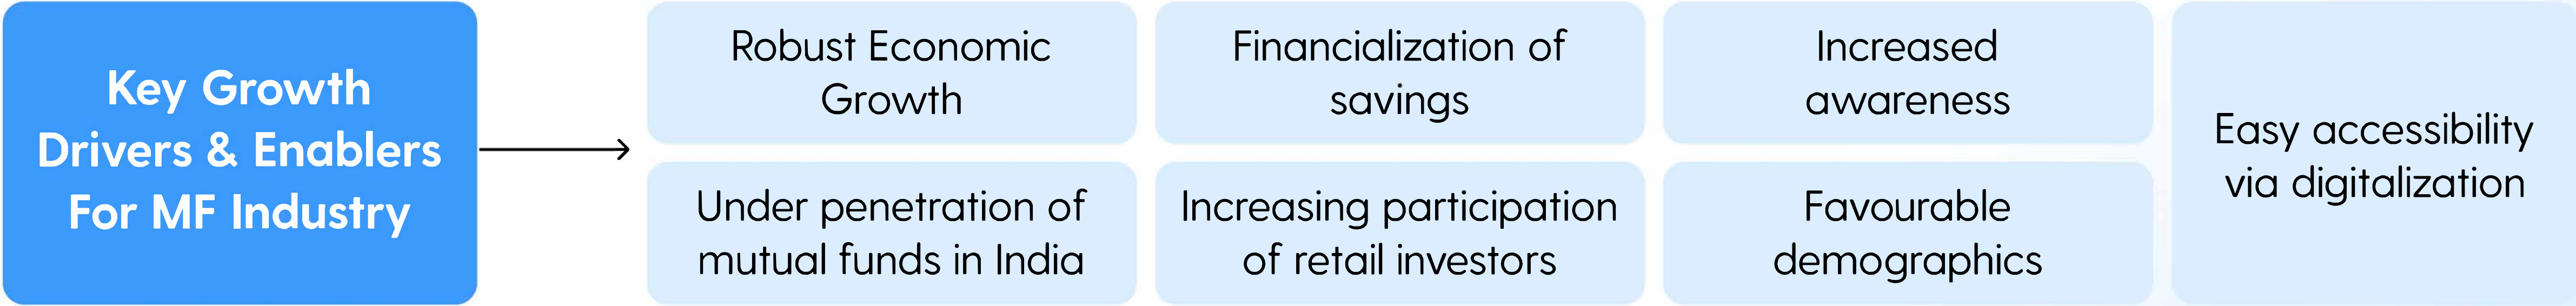 Key Growth
Drivers & Enablers
For MF Industry
Robust Economic
Growth
Financialization of
savings
Increased
awareness
Under penetration of
mutual funds in India
Increasing participation
of retail investors
Favourable
demographics
Easy accessibility
via digitalization